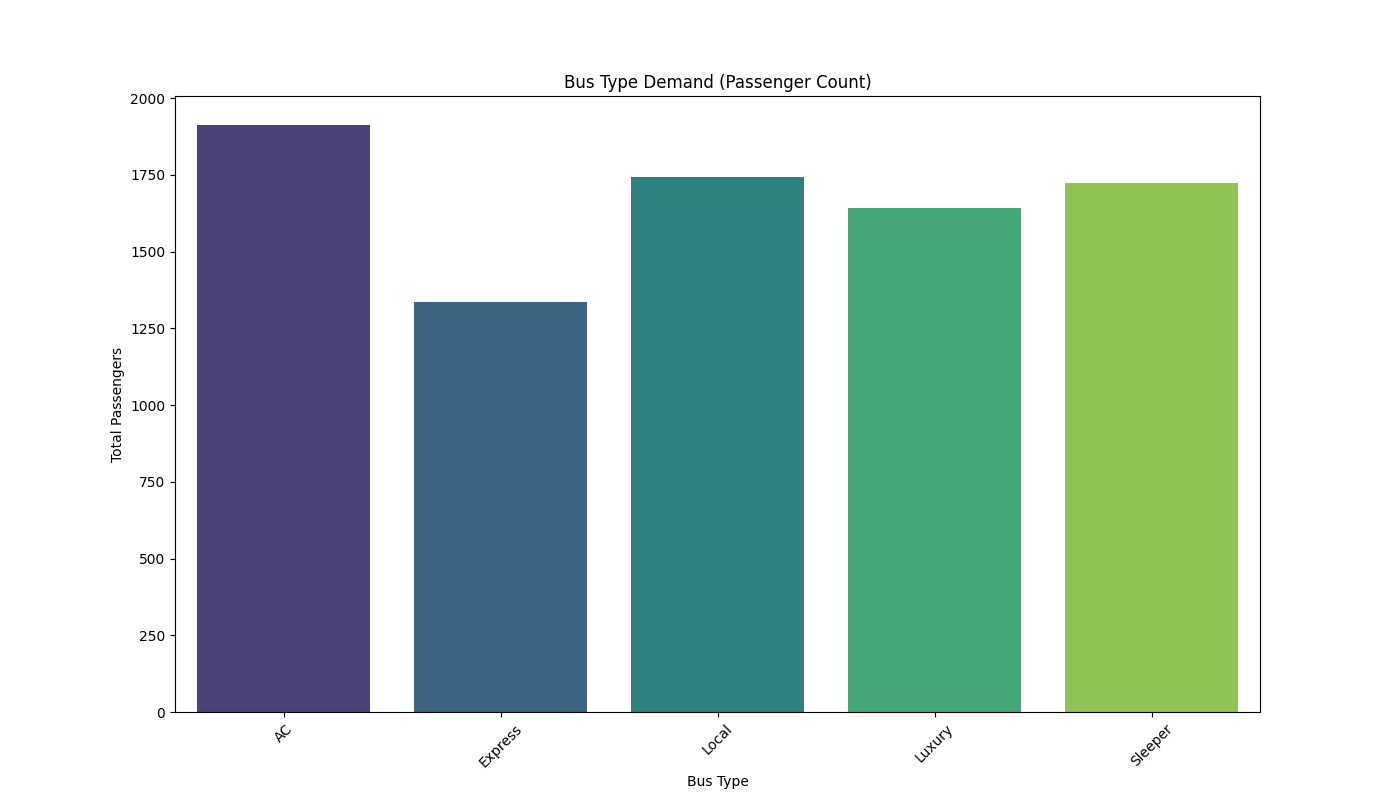 Bus Type Demand (Passenger Count)
Total Passengers
2000
1750
1500
1250
1000
750
500
250
0
AC
Express
Local
Luxury
Sleeper
Bus Type